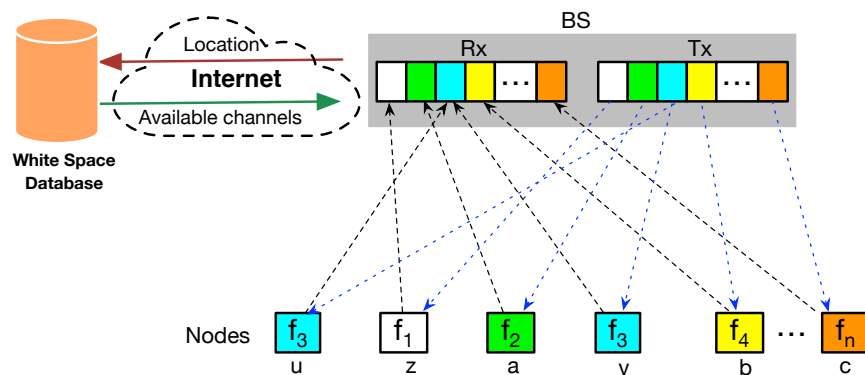 BS
Location
Rx
Tx
Internet
...
...
Available channels
White Space
Database
Nodes
f3
f1
f2
f3
f4
...
fn
u
z
a
v
b
c